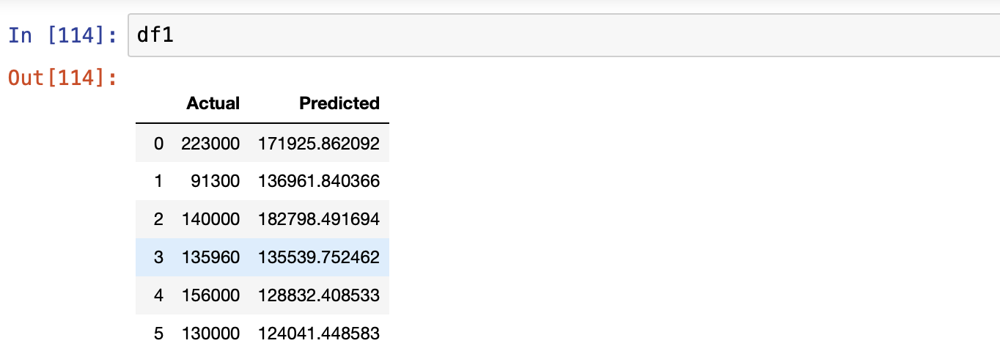 In [114]: df1
Out[114]:
Actual Predicted
0 223000 171925.862092
1 91300 136961.840366
2 140000 182798.491694
3 135960 135539.752462
4 156000 128832.408533
5 130000 124041.448583